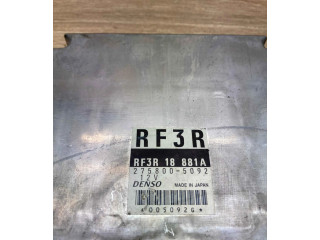 RF3R
RF3R 18 881A
275800-5092
12V
DENSO MADE IN JAPAN